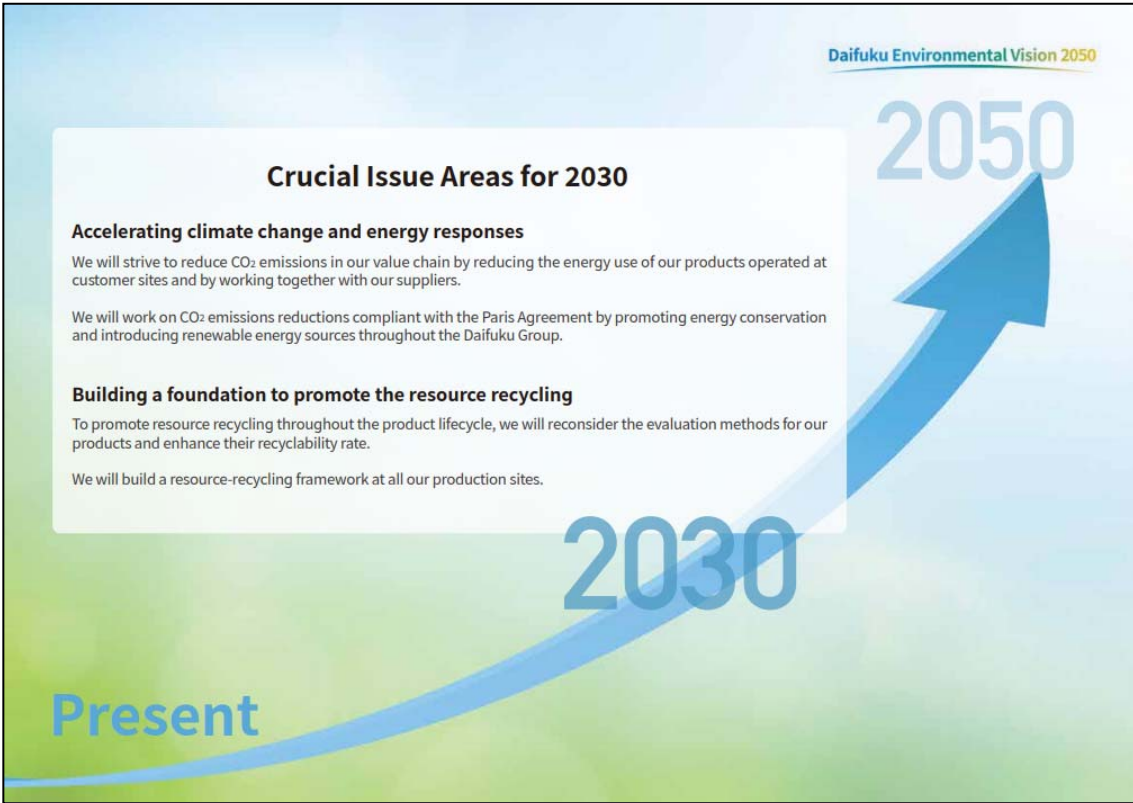 Daifuku Environmental Vision 2050
2050
Crucial Issue Areas for 2030
Accelerating climate change and energy responses
We will strive to reduce CO₂ emissions in our value chain by reducing the energy use of our products operated at
customer sites and by working together with our suppliers.
We will work on CO₂ emissions reductions compliant with the Paris Agreement by promoting energy conservation
and introducing renewable energy sources throughout the Daifuku Group.
Building a foundation to promote the resource recycling
To promote resource recycling throughout the product lifecycle, we will reconsider the evaluation methods for our
products and enhance their recyclability rate.
We will build a resource-recycling framework at all our production sites.
2030
Present